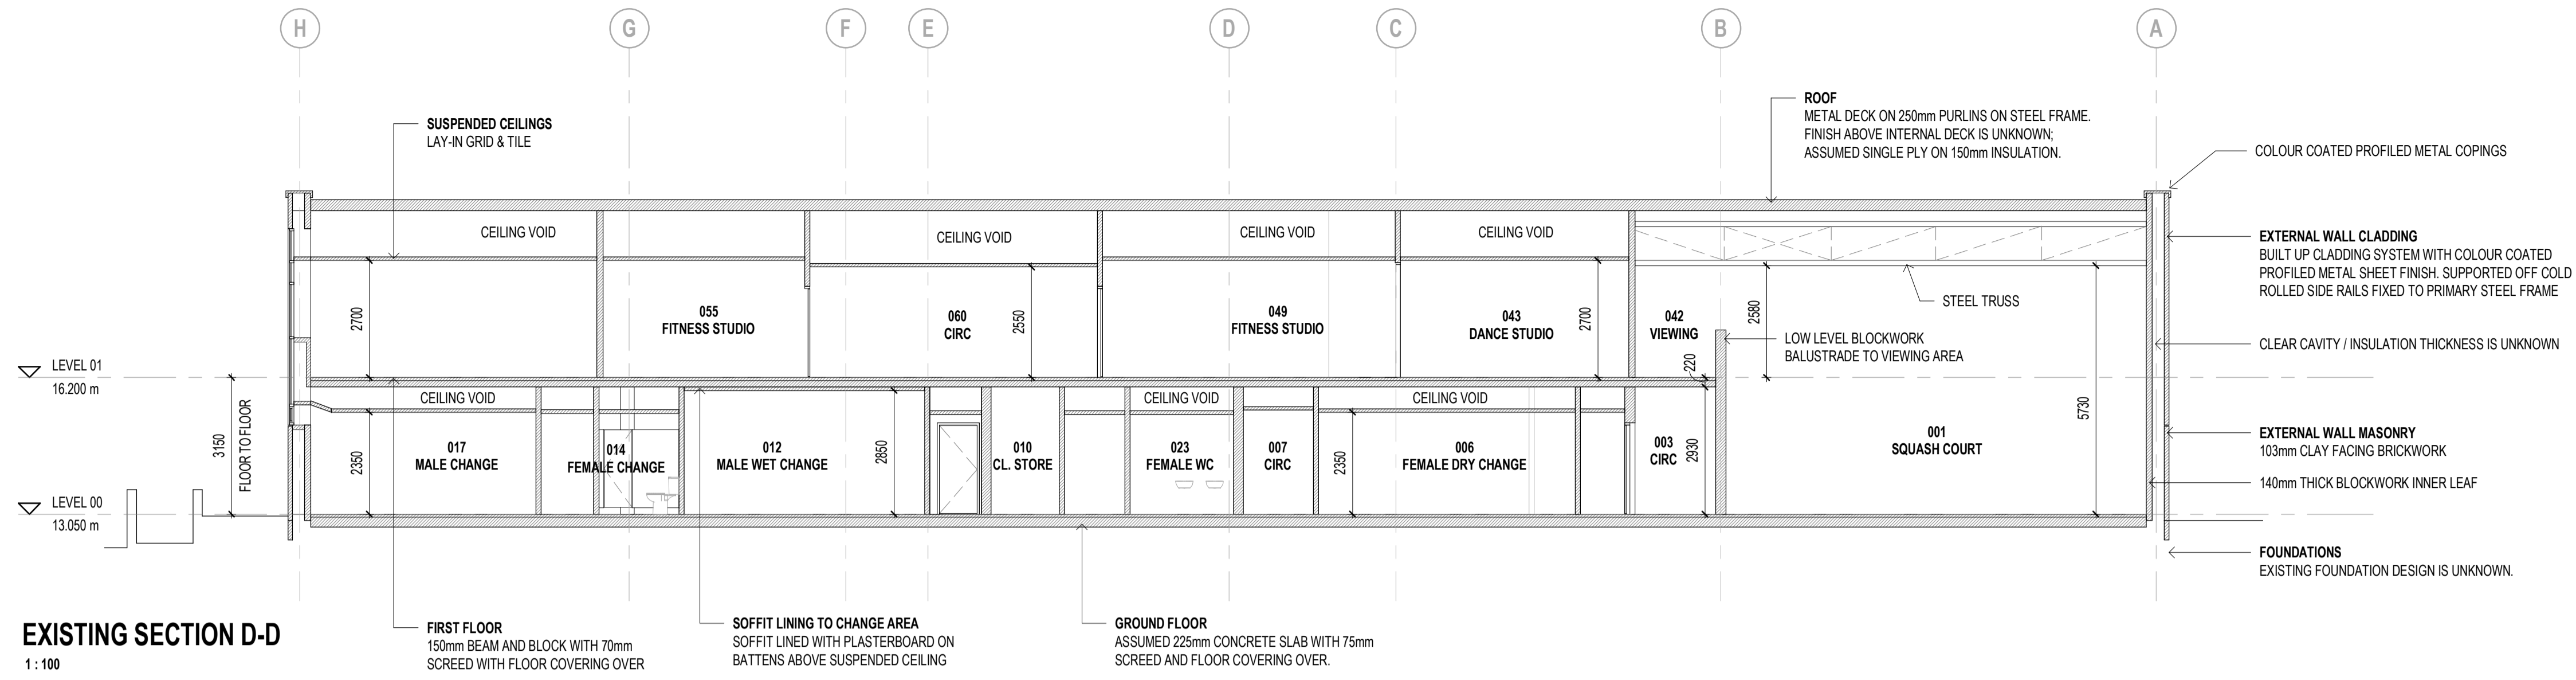 H
G
F
E
D
C
B
A
SUSPENDED CEILINGS
LAY-IN GRID & TILE
ROOF
METAL DECK ON 250mm PURLINS ON STEEL FRAME.
FINISH ABOVE INTERNAL DECK IS UNKNOWN;
ASSUMED SINGLE PLY ON 150mm INSULATION.
COLOUR COATED PROFILED METAL COPINGS
CEILING VOID
CEILING VOID
CEILING VOID
CEILING VOID
EXTERNAL WALL CLADDING
BUILT UP CLADDING SYSTEM WITH COLOUR COATED
PROFILED METAL SHEET FINISH. SUPPORTED OFF COLD
ROLLED SIDE RAILS FIXED TO PRIMARY STEEL FRAME
2700
055
FITNESS STUDIO
060
CIRC
2550
049
FITNESS STUDIO
043
DANCE STUDIO
2700
042
VIEWING
2580
STEEL TRUSS
LOW LEVEL BLOCKWORK
BALUSTRADE TO VIEWING AREA
220
CLEAR CAVITY / INSULATION THICKNESS IS UNKNOWN
LEVEL 01
16.200 m
CEILING VOID
CEILING VOID
CEILING VOID
3150
FLOOR TO FLOOR
2350
017
MALE CHANGE
014
FEMALE CHANGE
012
MALE WET CHANGE
2850
010
CL. STORE
023
FEMALE WC
007
CIRC
2350
006
FEMALE DRY CHANGE
003
CIRC
2930
001
SQUASH COURT
5730
EXTERNAL WALL MASONRY
103mm CLAY FACING BRICKWORK
140mm THICK BLOCKWORK INNER LEAF
LEVEL 00
13.050 m
FOUNDATIONS
EXISTING FOUNDATION DESIGN IS UNKNOWN.
EXISTING SECTION D-D
1 : 100
FIRST FLOOR
150mm BEAM AND BLOCK WITH 70mm
SCREED WITH FLOOR COVERING OVER
SOFFIT LINING TO CHANGE AREA
SOFFIT LINED WITH PLASTERBOARD ON
BATTENS ABOVE SUSPENDED CEILING
GROUND FLOOR
ASSUMED 225mm CONCRETE SLAB WITH 75mm
SCREED AND FLOOR COVERING OVER.